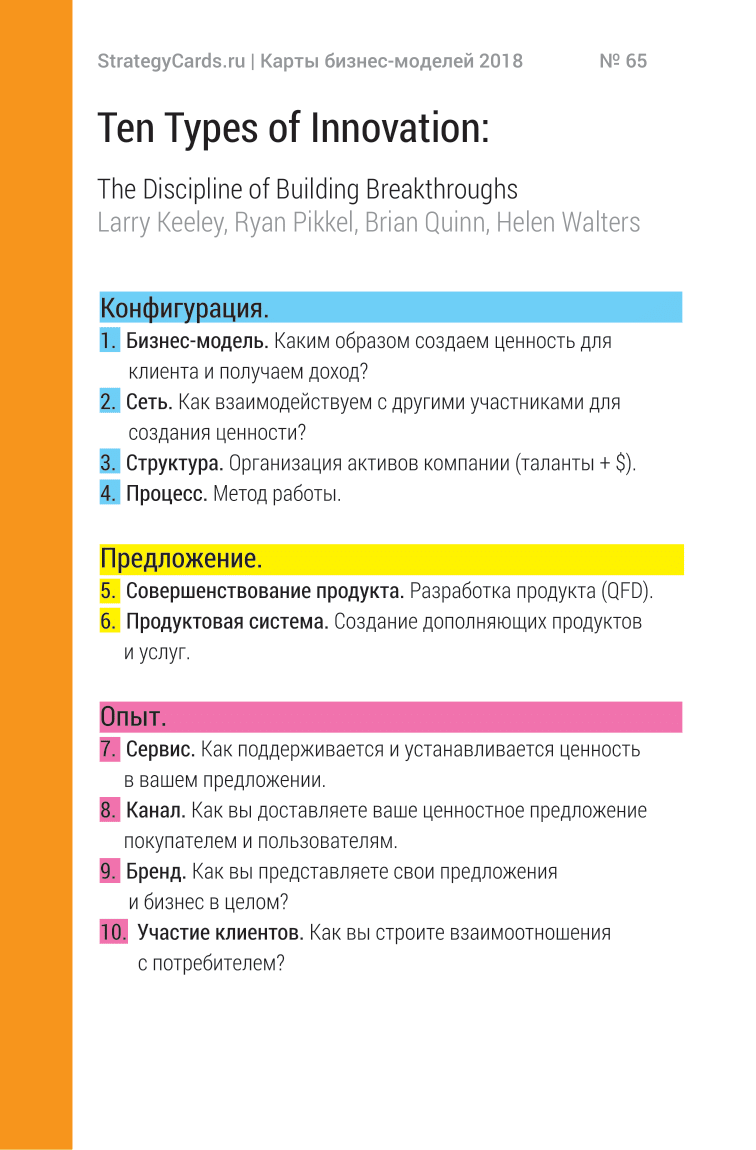 StrategyCards.ru | Карты бизнес-моделей 2018 № 65
Ten Types of Innovation:
The Discipline of Building Breakthroughs
Larry Keeley, Ryan Pikkel, Brian Quinn, Helen Walters
Конфигурация.
1. Бизнес-модель. Каким образом создаем ценность для
клиента и получаем доход?
2. Сеть. Как взаимодействуем с другими участниками для
создания ценности?
3. Структура. Организация активов компании (таланты + $).
4. Процесс. Метод работы.
Предложение.
5. Совершенствование продукта. Разработка продукта (QFD).
6. Продуктовая система. Создание дополняющих продуктов
и услуг.
Опыт.
7. Сервис. Как поддерживается и устанавливается ценность
в вашем предложении.
8. Канал. Как вы доставляете ваше ценностное предложение
покупателем и пользователям.
9. Бренд. Как вы представляете свои предложения
и бизнес в целом?
10. Участие клиентов. Как вы строите взаимоотношения
с потребителем?